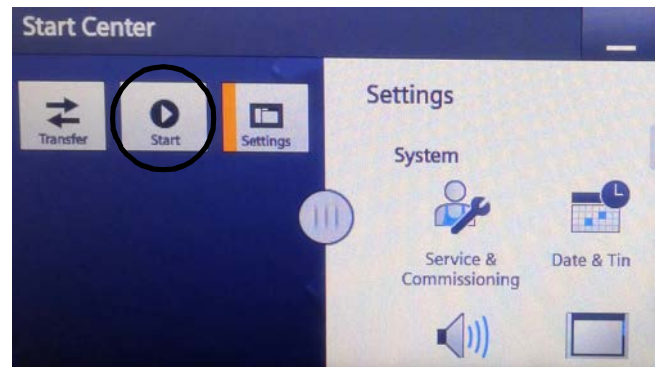 Start Center
Transfer
Start
Settings
Settings
System
Service &
Commissioning
Date & Tin